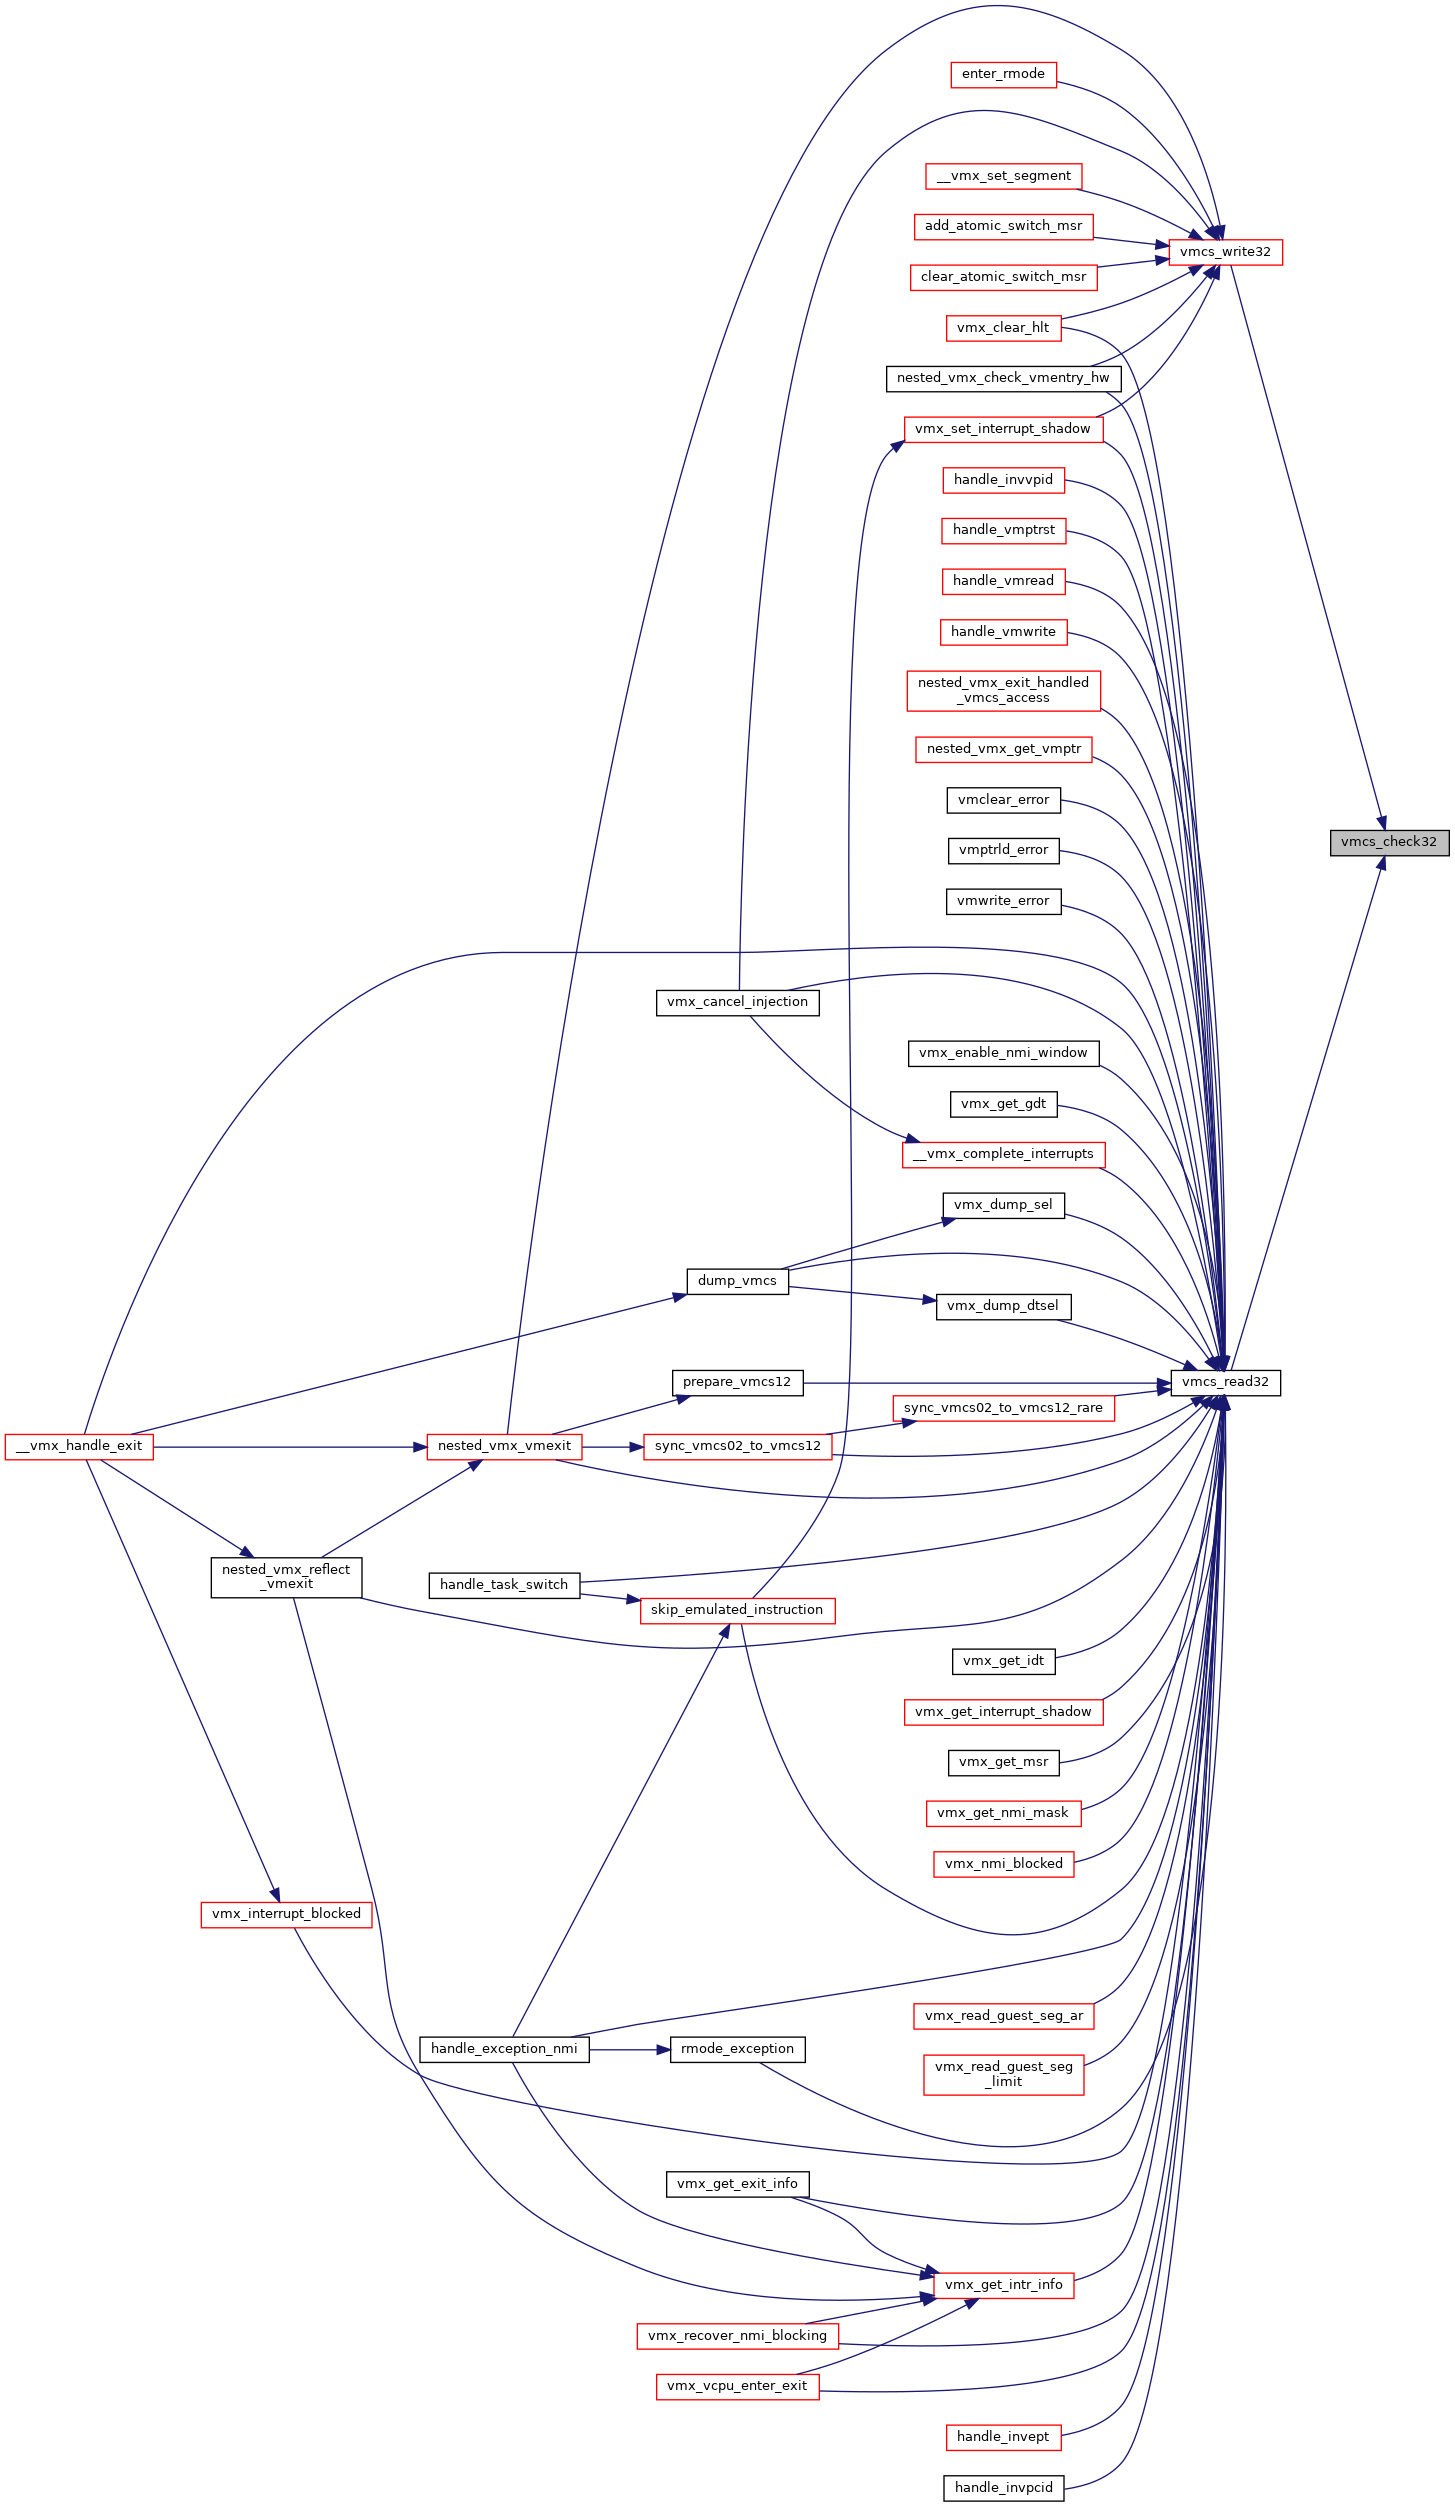 enter_rmode
__vmx_set_segment
add_atomic_switch_msr
vmcs_write32
clear_atomic_switch_msr
vmx_clear_hlt
nested_vmx_check_vmentry_hw
vmx_set_interrupt_shadow
handle_invvpid
handle_vmptrst
handle_vmread
handle_vmwrite
nested_vmx_exit_handled
_vmcs_access
nested_vmx_get_vmptr
vmclear_error
vmcs_check32
vmptrld_error
vmwrite_error
vmx_cancel_injection
vmx_enable_nmi_window
vmx_get_gdt
__vmx_complete_interrupts
vmx_dump_sel
dump_vmcs
vmx_dump_dtsel
prepare_vmcs12
vmcs_read32
sync_vmcs02_to_vmcs12_rare
__vmx_handle_exit
nested_vmx_vmexit
sync_vmcs02_to_vmcs12
nested_vmx_reflect
_vmexit
handle_task_switch
skip_emulated_instruction
vmx_get_idt
vmx_get_interrupt_shadow
vmx_get_msr
vmx_get_nmi_mask
vmx_nmi_blocked
vmx_interrupt_blocked
vmx_read_guest_seg_ar
handle_exception_nmi
rmode_exception
vmx_read_guest_seg
_limit
vmx_get_exit_info
vmx_get_intr_info
vmx_recover_nmi_blocking
vmx_vcpu_enter_exit
handle_invept
handle_invpcid